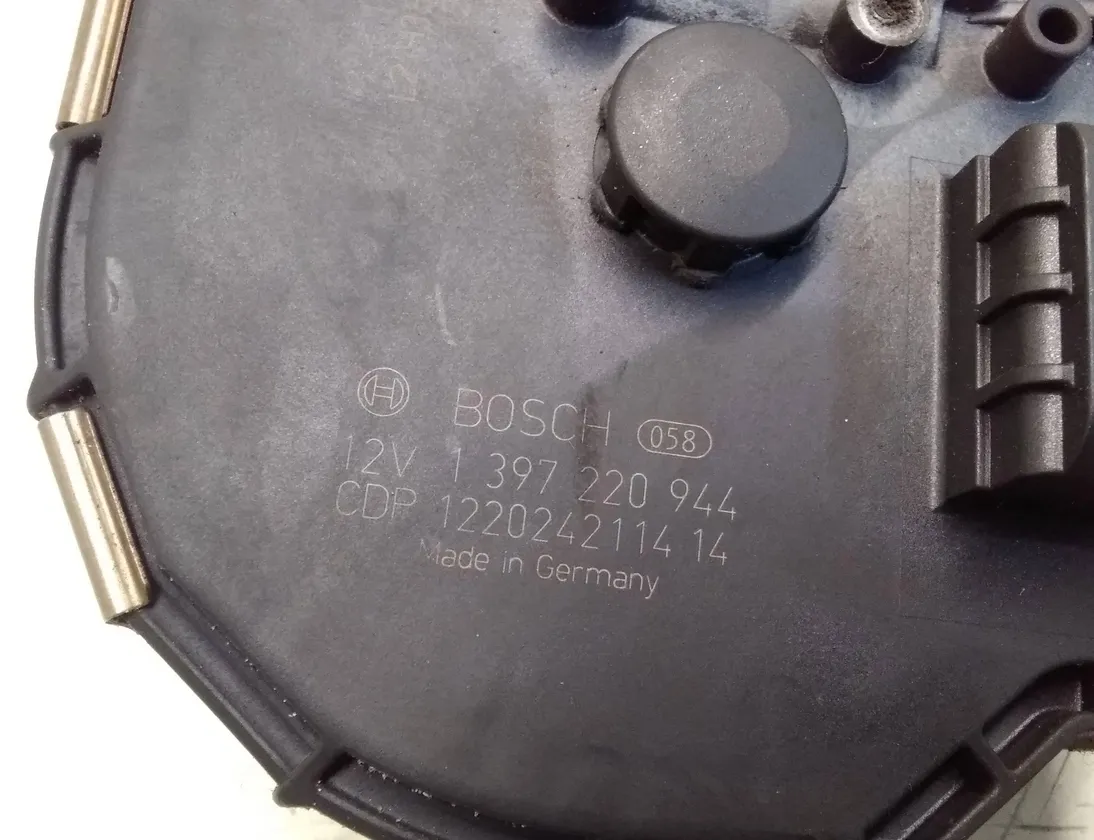 BOSCH 058
12V 1 397 220 944
CDP 1220242114 14
Made in Germany